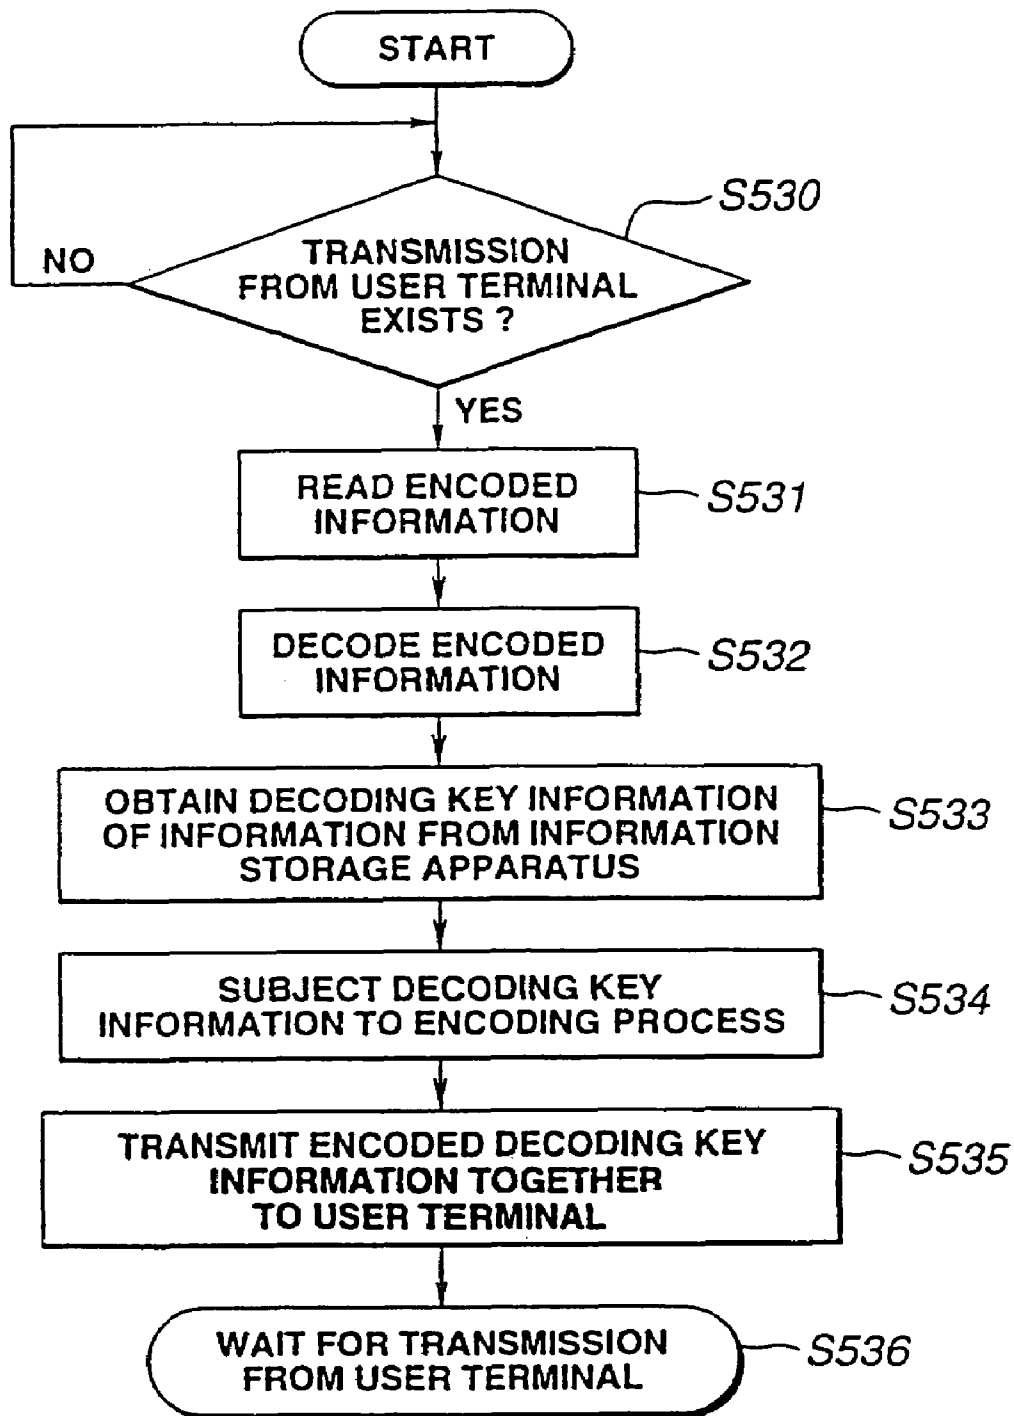 START
S530
TRANSMISSION
NO
FROM USER TERMINAL
EXISTS ?
YES
READ ENCODED
S531
INFORMATION
DECODE ENCODED
S532
INFORMATION
OBTAIN DECODING KEY INFORMATION
S533
OF INFORMATION FROM INFORMATION
STORAGE APPARATUS
SUBJECT DECODING KEY
S534
INFORMATION TO ENCODING PROCESS
TRANSMIT ENCODED DECODING KEY
S535
INFORMATION TOGETHER
TO USER TERMINAL
WAIT FOR TRANSMISSION
S536
FROM USER TERMINAL